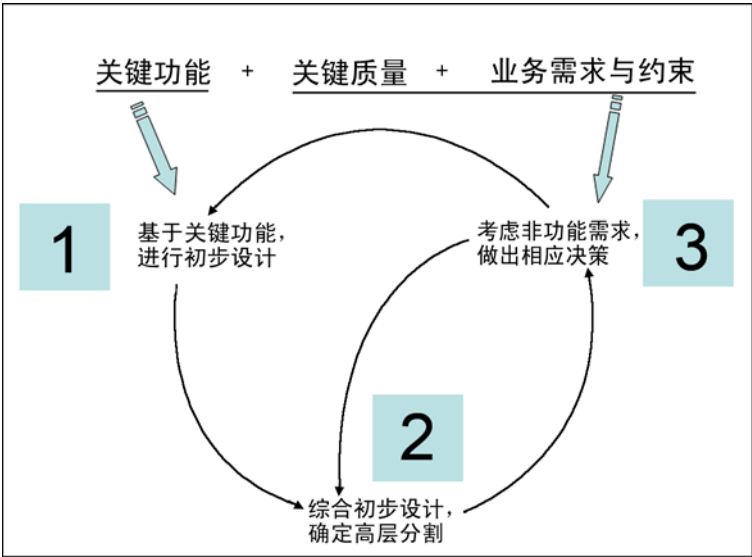 关键功能 + 关键质量 + 业务需求与约束
1
基于关键功能，
进行初步设计
考虑非功能需求，
做出相应决策
3
2
综合初步设计，
确定高层分割